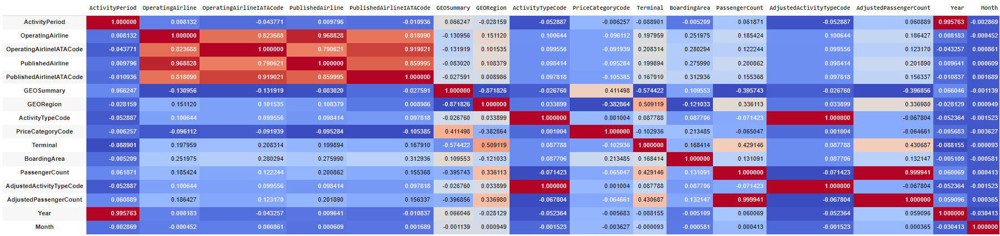 ActivityPeriod OperatingAirline OperatingAirlineIATACode PublishedAirline PublishedAirlineIATACode GEOSummary GEORegion ActivityTypeCode PriceCategoryCode Terminal BoardingArea PassengerCount AdjustedActivityTypeCode AdjustedPassengerCount Year Month
ActivityPeriod 1.000000 0.008132 -0.043771 0.009796 -0.010936 0.066247 -0.028159 -0.052887 -0.006257 -0.088901 -0.005209 0.061871 -0.052887 0.060889 0.995763 -0.002869
OperatingAirline 0.008132 1.000000 0.823688 0.968828 0.818090 -0.130956 0.151120 0.100644 -0.096112 0.197959 0.251975 0.185424 0.100644 0.186427 0.008183 -0.000452
OperatingAirlineIATACode -0.043771 0.823688 1.000000 0.790621 0.919021 -0.131919 0.101535 0.099556 -0.091939 0.208314 0.280294 0.122244 0.099556 0.123170 -0.043257 0.000861
PublishedAirline 0.009796 0.968828 0.790621 1.000000 0.859995 -0.083020 0.108379 0.098414 -0.095284 0.199894 0.275990 0.200862 0.098414 0.201890 0.009641 0.000609
PublishedAirlineIATACode -0.010936 0.818090 0.919021 0.859995 1.000000 -0.027591 0.008986 0.097818 -0.105385 0.167910 0.312936 0.155368 0.097818 0.156337 -0.010837 0.001689
GEOSummary 0.066247 -0.130956 -0.131919 -0.083020 -0.027591 1.000000 -0.871826 -0.026760 0.411498 -0.574422 0.109553 -0.395743 -0.026760 -0.396856 0.066046 -0.001139
GEORegion -0.028159 0.151120 0.101535 0.108379 0.008986 -0.871826 1.000000 0.033899 -0.382864 0.509119 -0.121033 0.336113 0.033899 0.336980 -0.028129 0.000949
ActivityTypeCode -0.052887 0.100644 0.099556 0.098414 0.097818 -0.026760 0.033899 1.000000 0.001004 0.087788 0.087706 -0.071423 1.000000 -0.067804 -0.052364 -0.001523
PriceCategoryCode -0.006257 -0.096112 -0.091939 -0.095284 -0.105385 0.411498 -0.382864 0.001004 1.000000 -0.102936 0.213485 -0.065047 0.001004 -0.064661 -0.005683 -0.003627
Terminal -0.088901 0.197959 0.208314 0.199894 0.167910 -0.574422 0.509119 0.087788 -0.102936 1.000000 0.168414 0.429146 0.087788 0.430687 -0.088155 -0.000093
BoardingArea -0.005209 0.251975 0.280294 0.275990 0.312936 0.109553 -0.121033 0.087706 0.213485 0.168414 1.000000 0.131091 0.087706 0.132147 -0.005109 -0.000581
PassengerCount 0.061871 0.185424 0.122244 0.200862 0.155368 -0.395743 0.336113 -0.071423 -0.065047 0.429146 0.131091 1.000000 -0.071423 0.999941 0.060069 0.000413
AdjustedActivityTypeCode -0.052887 0.100644 0.099556 0.098414 0.097818 -0.026760 0.033899 1.000000 0.001004 0.087788 0.087706 -0.071423 1.000000 -0.067804 -0.052364 -0.001523
AdjustedPassengerCount 0.060889 0.186427 0.123170 0.201890 0.156337 -0.396856 0.336980 -0.067804 -0.064661 0.430687 0.132147 0.999941 -0.067804 1.000000 0.059096 0.000365
Year 0.995763 0.008183 -0.043257 0.009641 -0.010837 0.066046 -0.028129 -0.052364 -0.005683 -0.088155 -0.005109 0.060069 -0.052364 0.059096 1.000000 -0.030413
Month -0.002869 -0.000452 0.000861 0.000609 0.001689 -0.001139 0.000949 -0.001523 -0.003627 -0.000093 -0.000581 0.000413 -0.001523 0.000365 -0.030413 1.000000